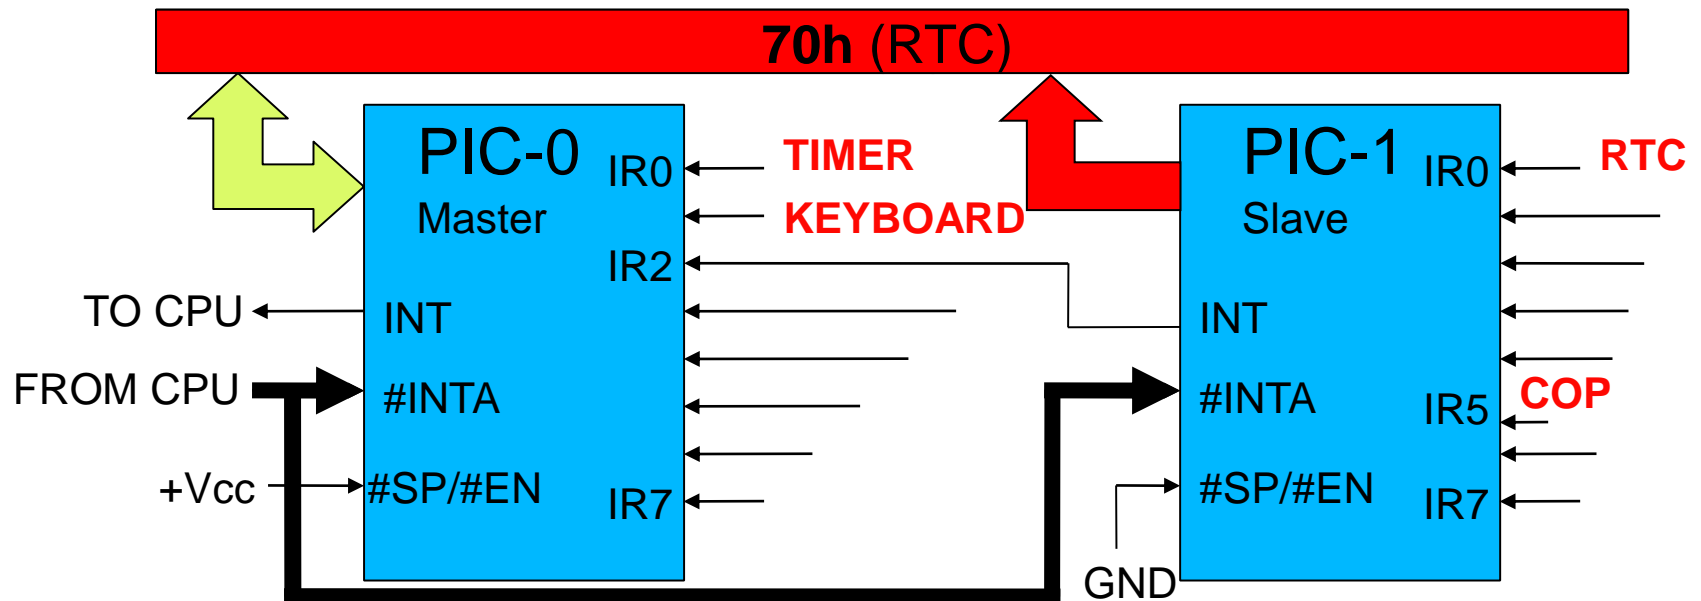 70h (RTC)
PIC-0
Master
IR0
TIMER
KEYBOARD
IR2
TO CPU
INT
FROM CPU
#INTA
+Vcc
#SP/#EN
IR7
PIC-1
Slave
IR0
RTC
INT
#INTA
COP
IR5
#SP/#EN
IR7
GND